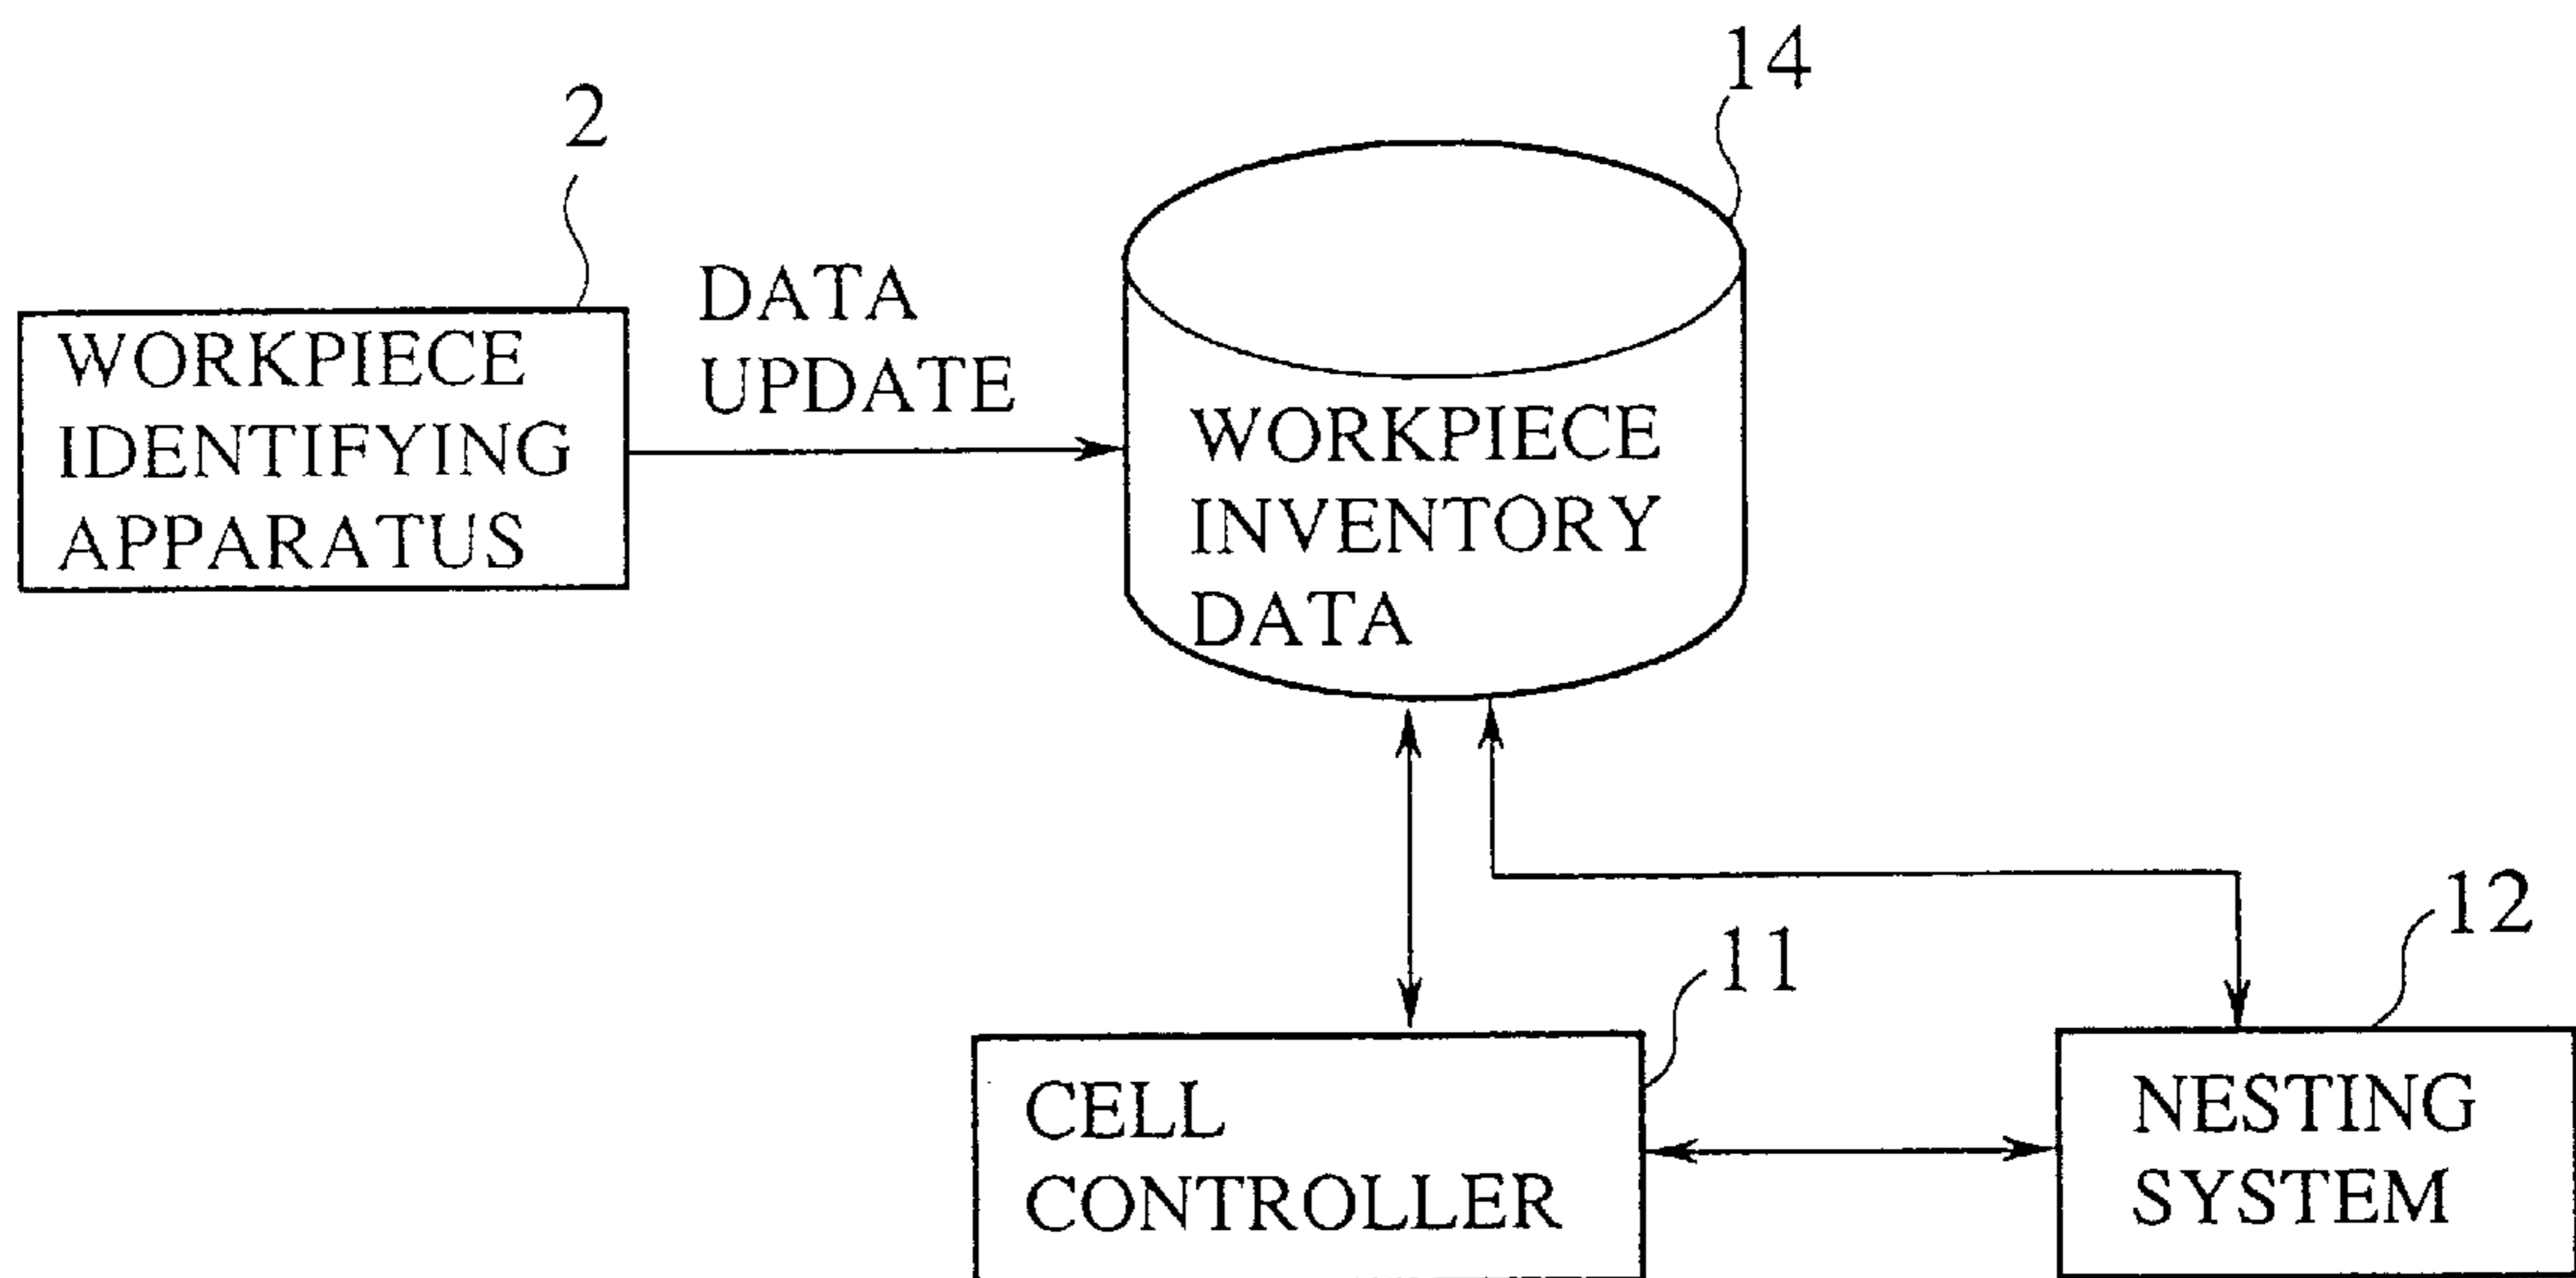 14
2
DATA
UPDATE
WORKPIECE
IDENTIFYING
APPARATUS
WORKPIECE
INVENTORY
DATA
12
11
CELL
CONTROLLER
NESTING
SYSTEM